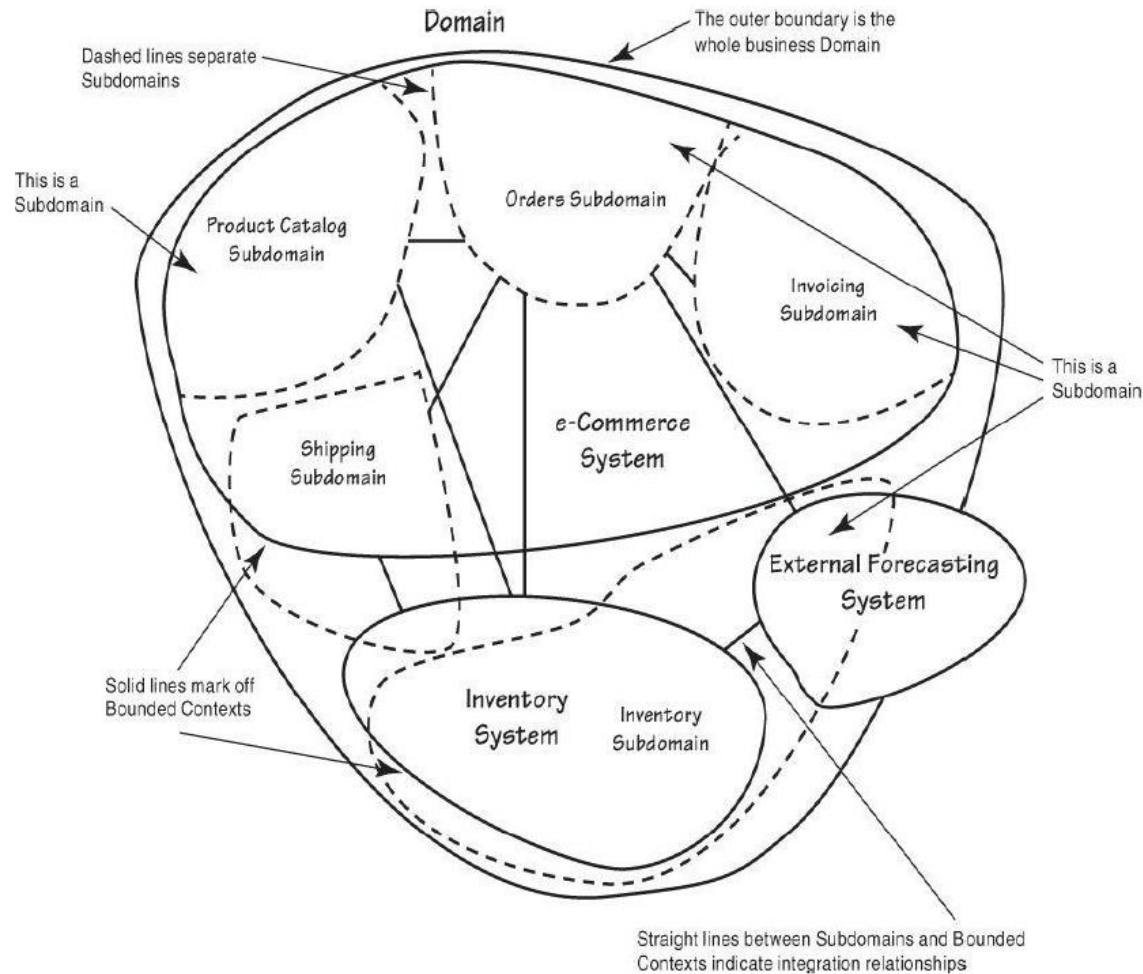 Domain
The outer boundary is the
whole business Domain
Dashed lines separate
Subdomains
This is a
Subdomain
Product Catalog
Subdomain
Orders Subdomain
Invoicing
Subdomain
This is a
Subdomain
Shipping
Subdomain
e-Commerce
System
External Forecasting
System
Solid lines mark off
Bounded Contexts
Inventory
System
Inventory
Subdomain
Straight lines between Subdomains and Bounded
Contexts indicate integration relationships